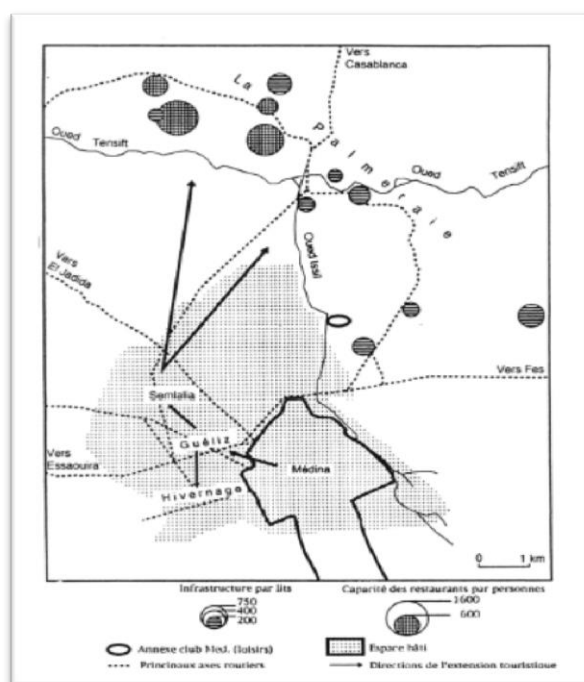 Vers
Casablanca
La
Palmeraie
Oued Tensift
Oued
Tensift
Oued Issil
Vers
El Jadida
Vers Fes
Semlalia
Guéliz
Vers
Essaouira
Médina
Hivernage
0 1 km
Infrastructure par lits
750
400
200
Capacité des restaurants par personnes
1600
600
Annexe club Med. (loisirs)
Espace bâti
Principaux axes routiers
Directions de l'extension touristique